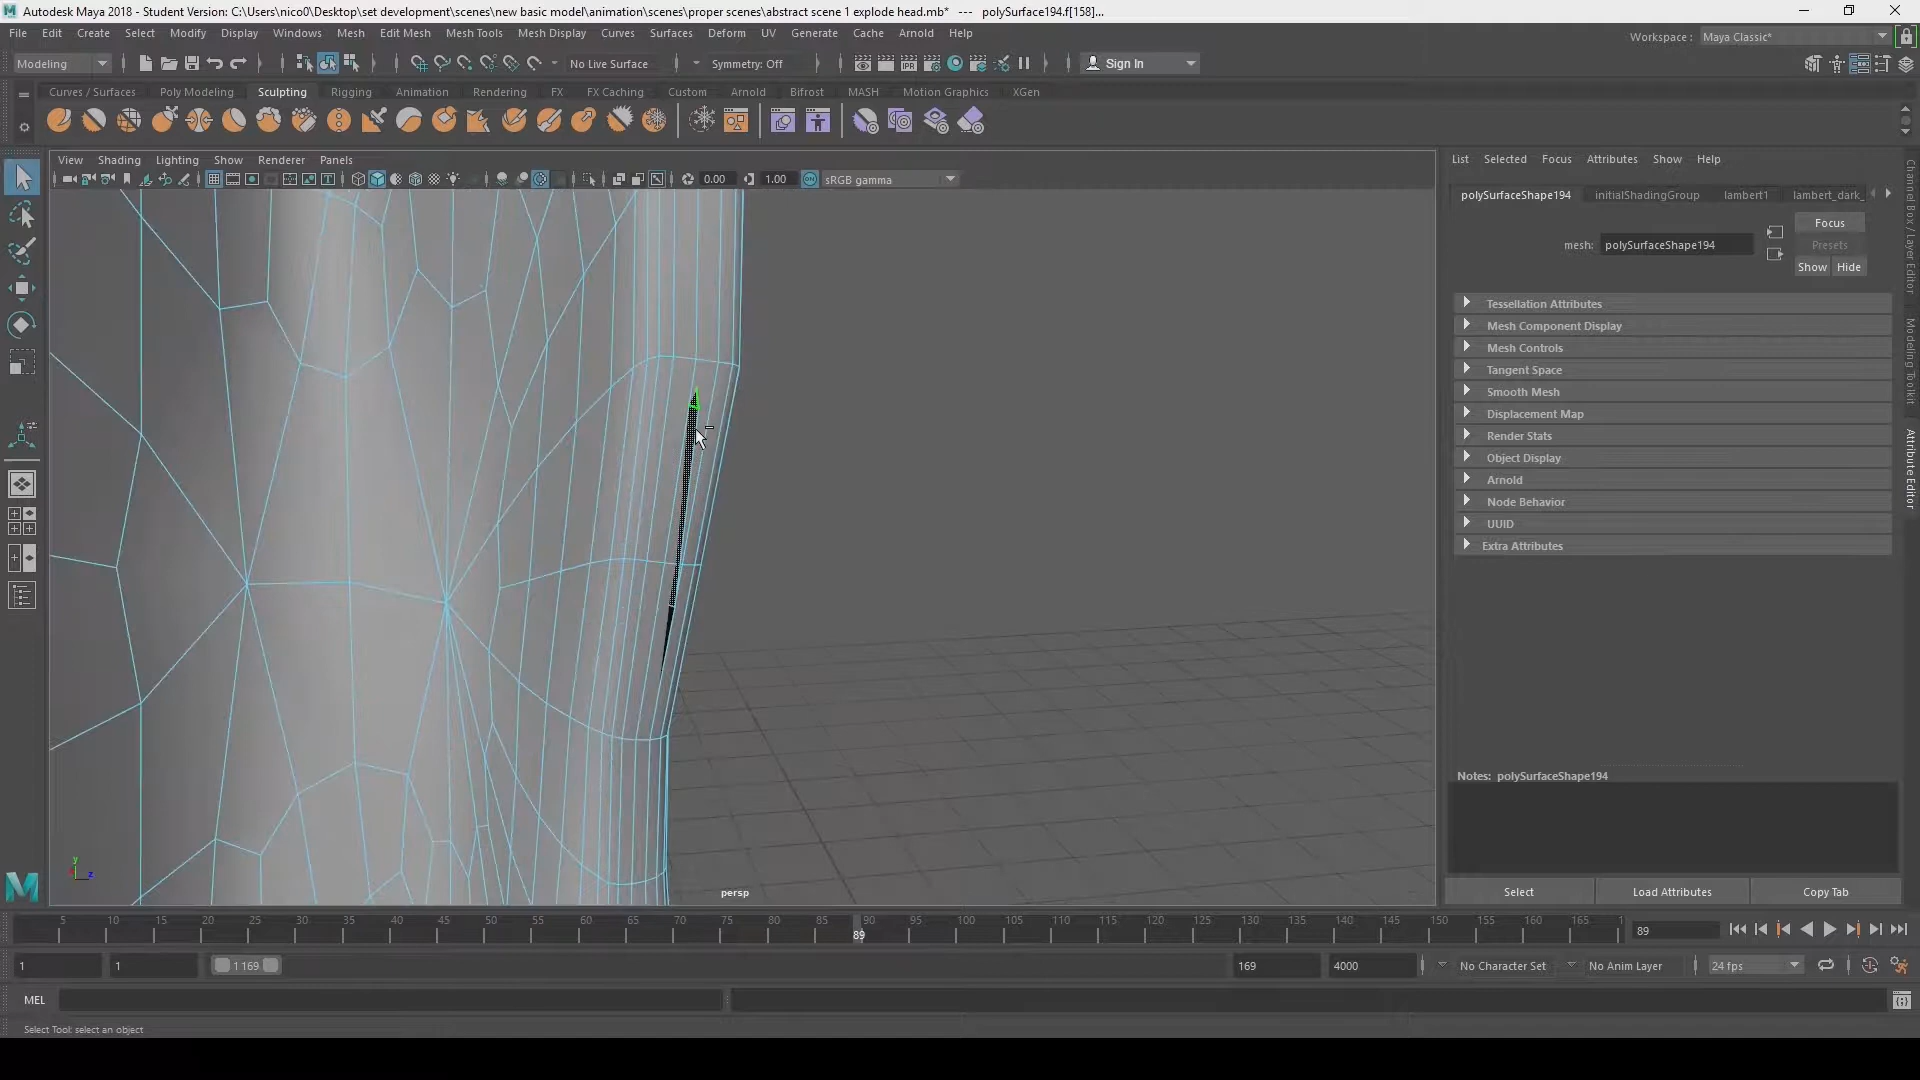 Autodesk Maya 2018 - Student Version: C:\Users\nico0\Desktop\set development\scenes\new basic model\animation\scenes\proper scenes\abstract scene 1 explode head.mb* --- polySurface194.f[158]...
File Edit Create Select Modify Display Windows Mesh Edit Mesh Mesh Tools Mesh Display Curves Surfaces Deform UV Generate Cache Arnold Help
Workspace : Maya Classic*
Modeling No Live Surface Symmetry: Off Sign In
Curves / Surfaces Poly Modeling Sculpting Rigging Animation Rendering FX FX Caching Custom Arnold Bifrost MASH Motion Graphics XGen
View Shading Lighting Show Renderer Panels
0.00 1.00 sRGB gamma
List Selected Focus Attributes Show Help
polySurfaceShape194 initialShadingGroup lambert1 lambert_dark_
Focus
mesh: polySurfaceShape194
Presets
Show Hide
Tessellation Attributes
Mesh Component Display
Mesh Controls
Tangent Space
Smooth Mesh
Displacement Map
Render Stats
Object Display
Arnold
Node Behavior
UUID
Extra Attributes
Notes: polySurfaceShape194
Select Load Attributes Copy Tab
Channel Box / Layer Editor
Modeling Toolkit
Attribute Editor
y
z
persp
5 10 15 20 25 30 35 40 45 50 55 60 65 70 75 80 85 90 95 100 105 110 115 120 125 130 135 140 145 150 155 160 165 1
89
89
1 1 1 169 169 4000 No Character Set No Anim Layer 24 fps
MEL
Select Tool: select an object